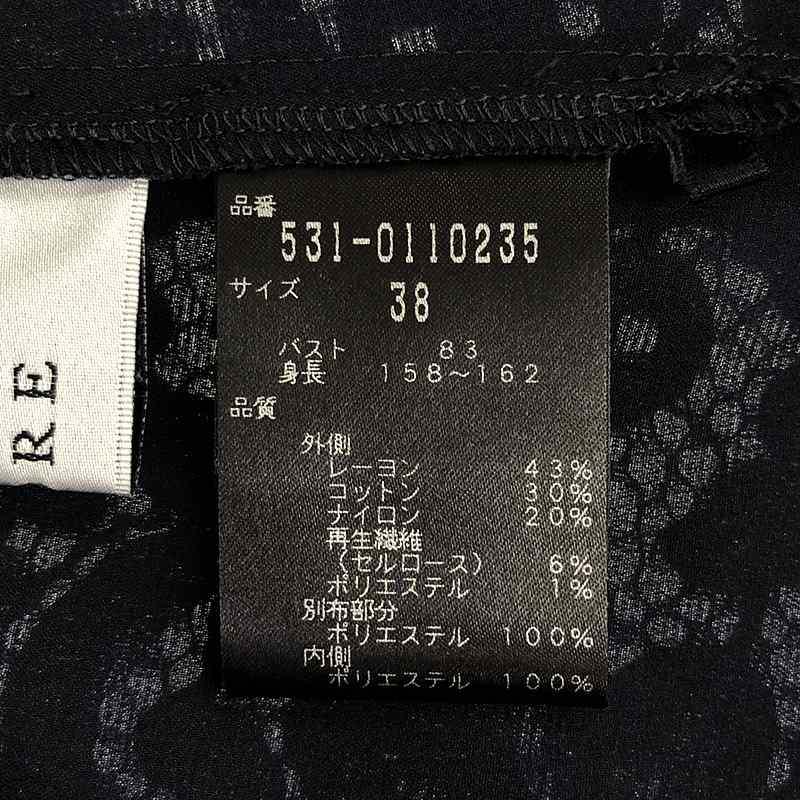 品番
531-0110235
サイズ
38
バスト 83
身長 158～162
品質
外側
レーヨン 43%
コットン 30%
ナイロン 20%
再生繊維
(セルロース) 6%
ポリエステル 1%
別布部分
ポリエステル 100%
内側
ポリエステル 100%
RE